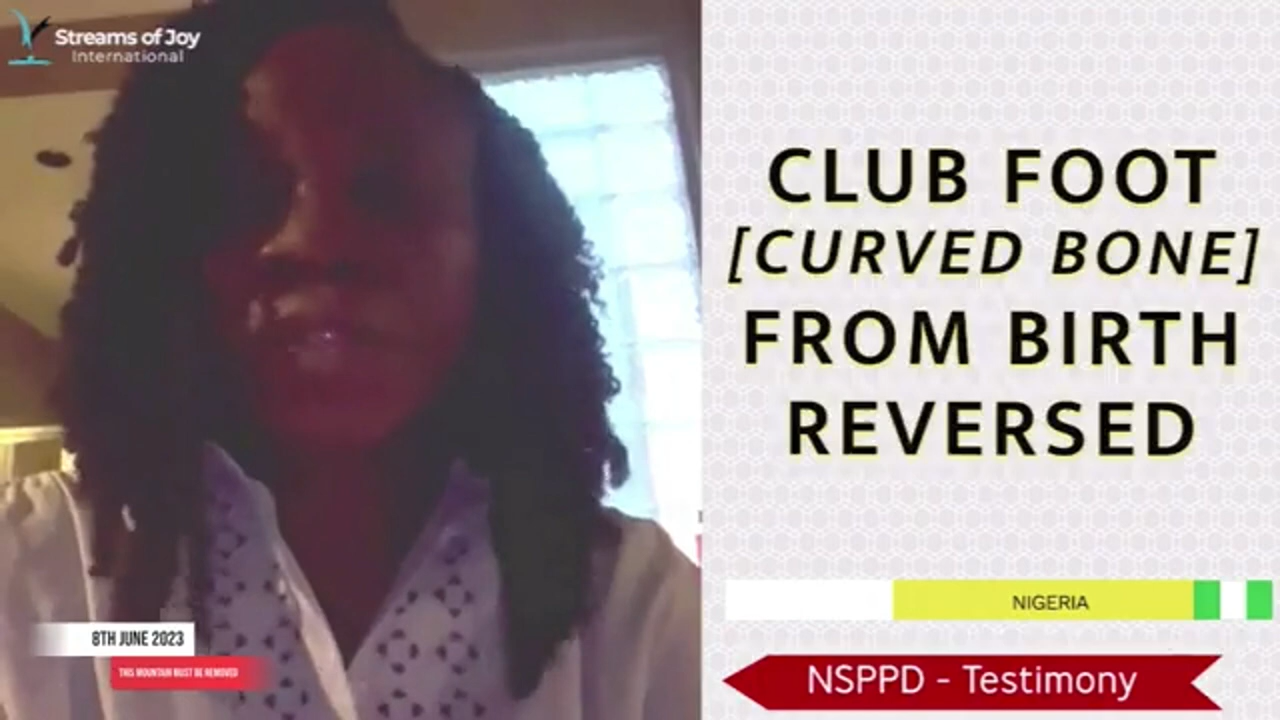 Streams of Joy
International
CLUB FOOT
[CURVED BONE]
FROM BIRTH
REVERSED
NIGERIA
8TH JUNE 2023
THIS MOUNTAIN MUST BE REMOVED
NSPPD - Testimony